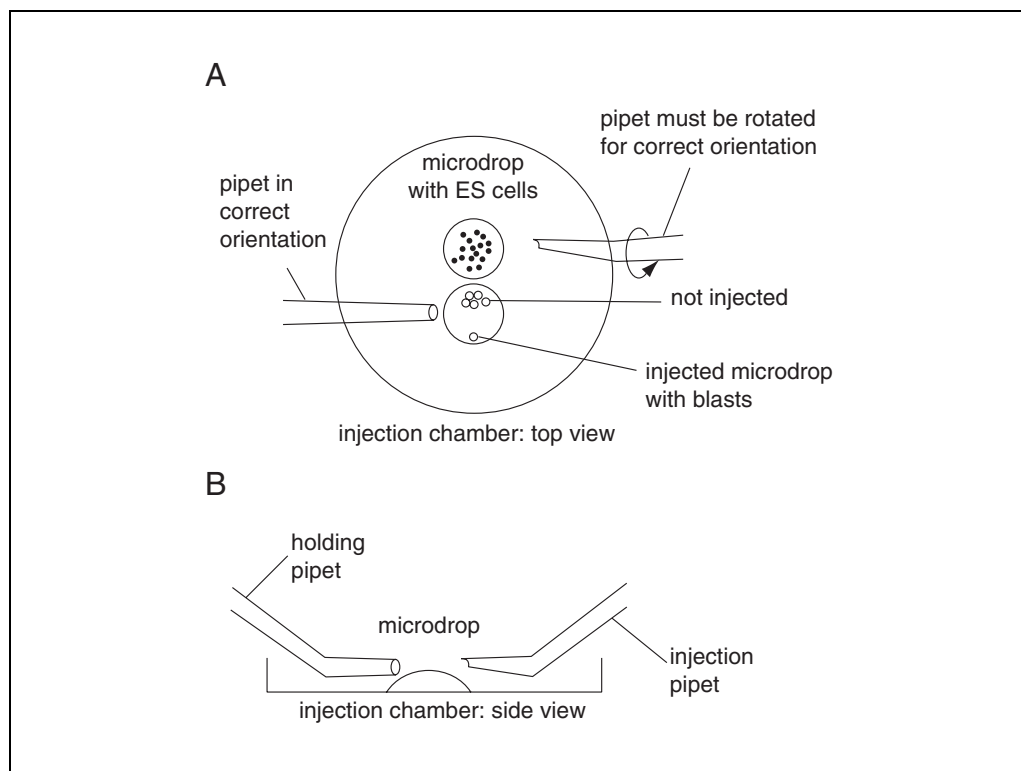 A
pipet must be rotated
for correct orientation
microdrop
with ES cells
pipet in
correct
orientation
not injected
injected microdrop
with blasts
injection chamber: top view
B
holding
pipet
microdrop
injection
pipet
injection chamber: side view